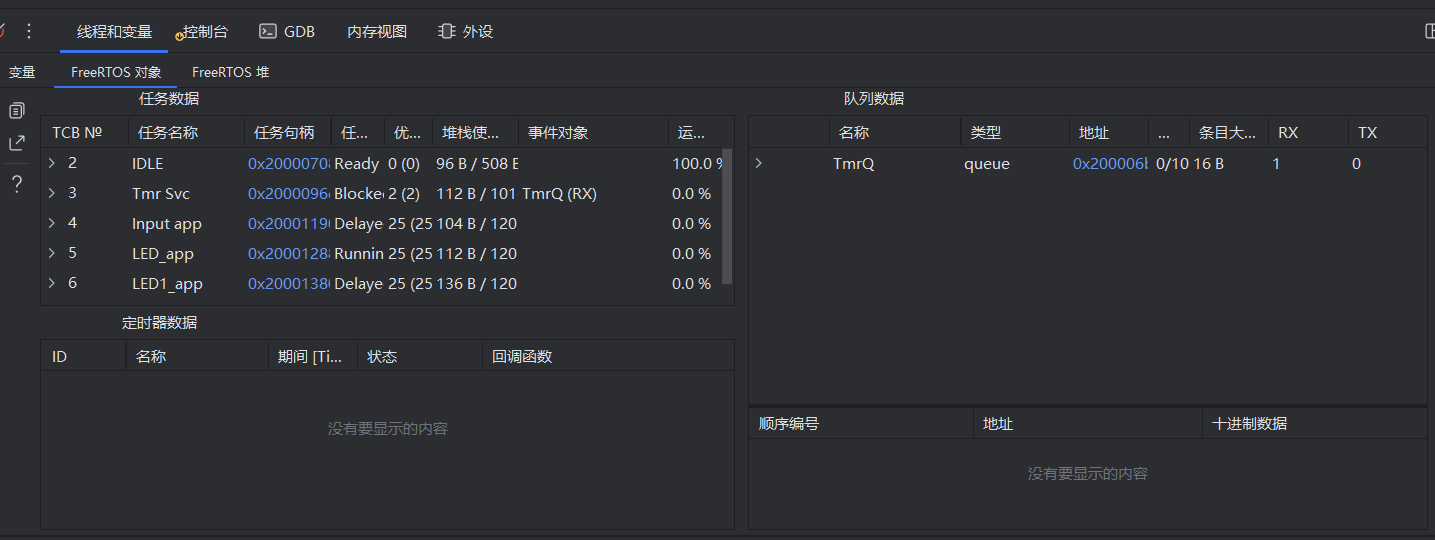 线程和变量 控制台 GDB 内存视图 外设
变量 FreeRTOS 对象 FreeRTOS 堆
任务数据
TCB № 任务名称 任务句柄 任... 优... 堆栈使... 事件对象 运...
2 IDLE 0x2000070 Ready 0 (0) 96 B / 508 B 100.0 %
3 Tmr Svc 0x2000096 Blocke 2 (2) 112 B / 101 TmrQ (RX) 0.0 %
4 Input app 0x2000119 Delaye 25 (25 104 B / 120 0.0 %
5 LED_app 0x2000128 Runnin 25 (25 112 B / 120 0.0 %
6 LED1_app 0x2000138 Delaye 25 (25 136 B / 120 0.0 %
定时器数据
ID 名称 期间 [Ti... 状态 回调函数
没有要显示的内容
队列数据
名称 类型 地址 ... 条目大... RX TX
TmrQ queue 0x200006 0/10 16 B 1 0
顺序编号 地址 十进制数据
没有要显示的内容